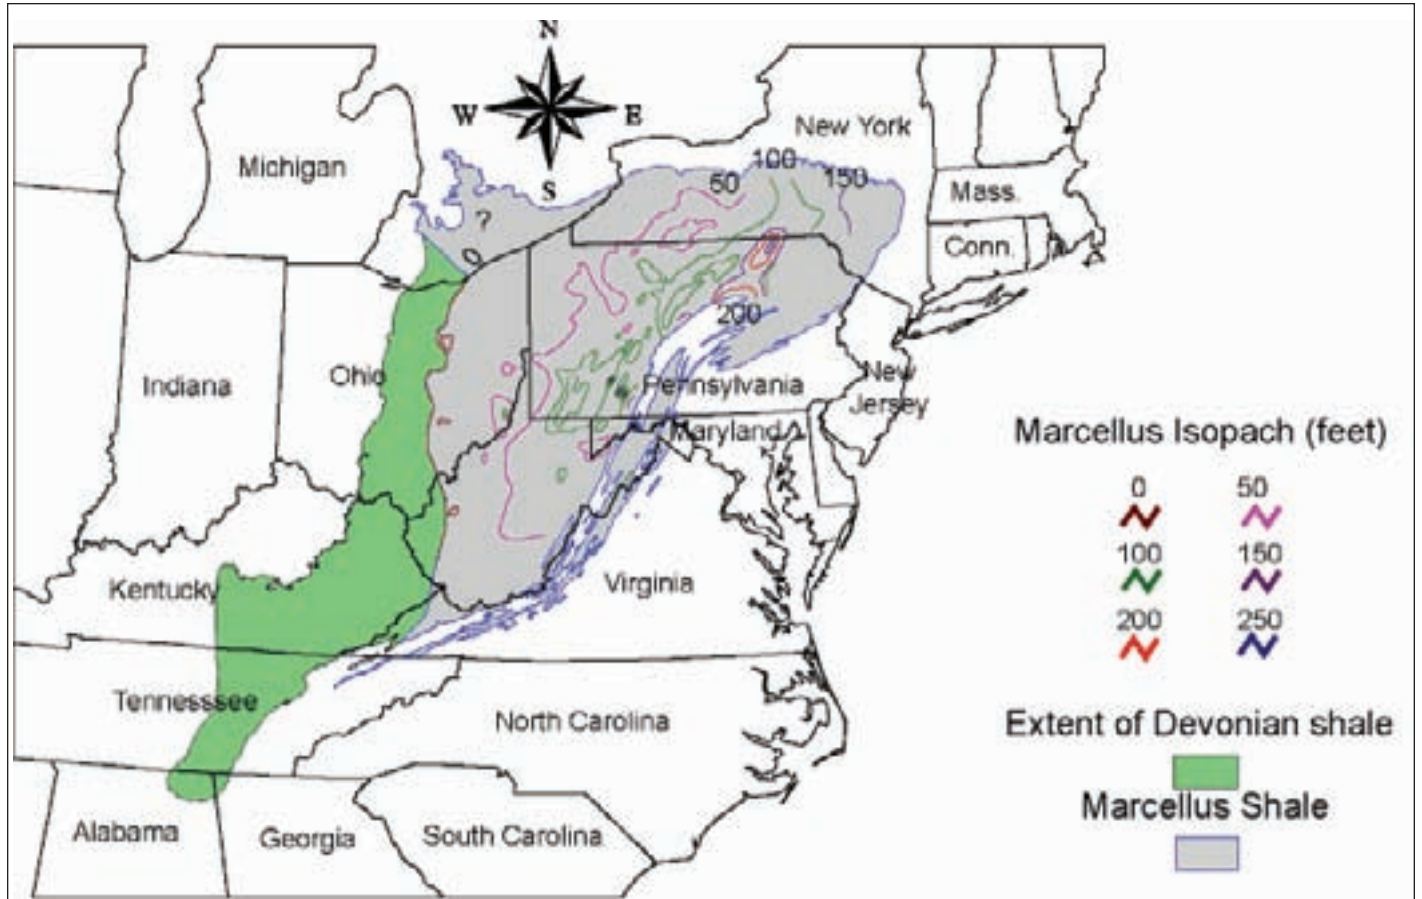 N
W E
S
New York
Michigan
100
50
150
Mass.
?
Conn.
0
200
Indiana
Ohio
Pennsylvania
New
Jersey
Maryland
Marcellus Isopach (feet)
0 50
100 150
200 250
Kentucky
Virginia
Tennesssee
North Carolina
Extent of Devonian shale
Marcellus Shale
Alabama
Georgia
South Carolina